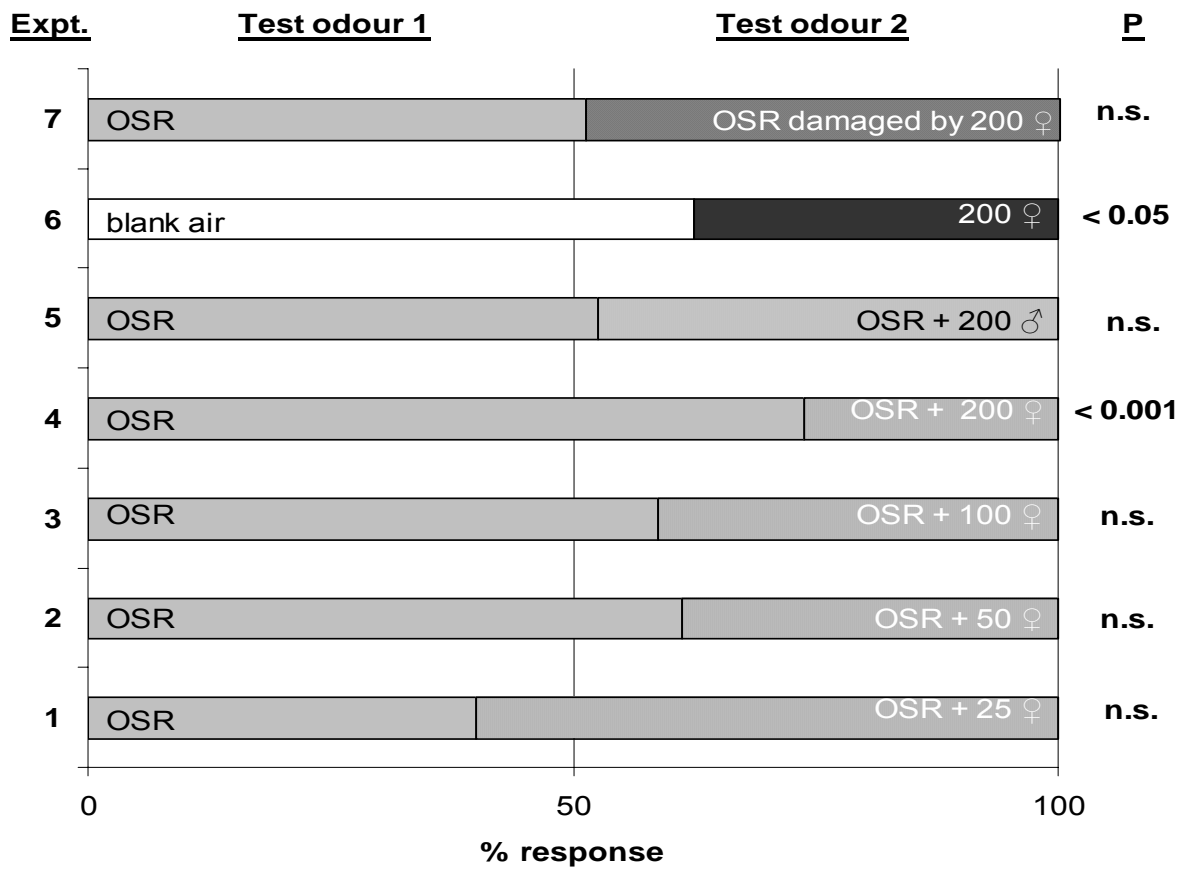 Expt. Test odour 1 Test odour 2 P
7 OSR OSR damaged by 200 ♀ n.s.
6 blank air 200 ♀ < 0.05
5 OSR OSR + 200 ♂ n.s.
4 OSR OSR + 200 ♀ < 0.001
3 OSR OSR + 100 ♀ n.s.
2 OSR OSR + 50 ♀ n.s.
1 OSR OSR + 25 ♀ n.s.
0 50 100
% response